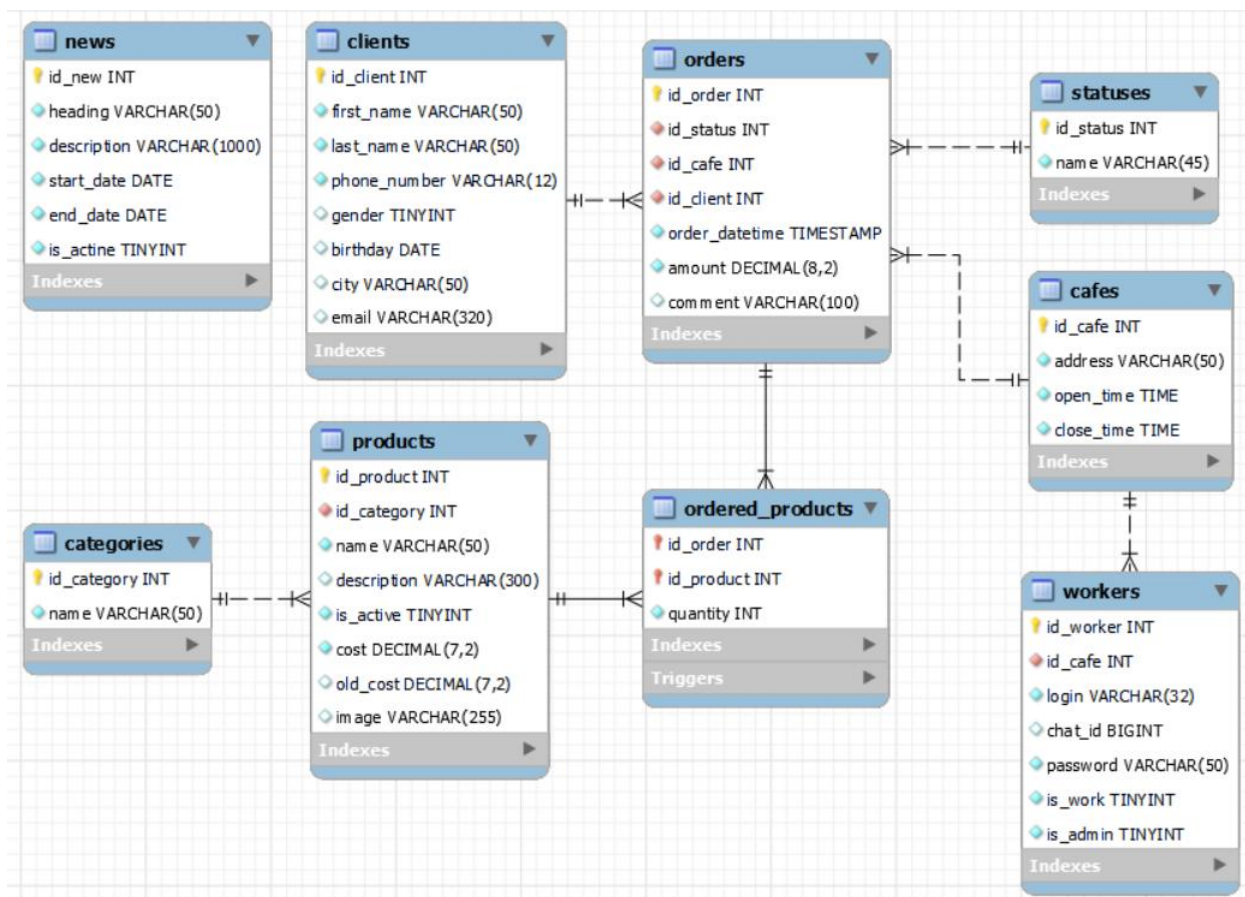 news
id_new INT
heading VARCHAR(50)
description VARCHAR(1000)
start_date DATE
end_date DATE
is_actine TINYINT
Indexes
clients
id_client INT
first_name VARCHAR(50)
last_name VARCHAR(50)
phone_number VARCHAR(12)
gender TINYINT
birthday DATE
city VARCHAR(50)
email VARCHAR(320)
Indexes
orders
id_order INT
id_status INT
id_cafe INT
id_client INT
order_datetime TIMESTAMP
amount DECIMAL(8,2)
comment VARCHAR(100)
Indexes
statuses
id_status INT
name VARCHAR(45)
Indexes
cafes
id_cafe INT
address VARCHAR(50)
open_time TIME
close_time TIME
Indexes
categories
id_category INT
name VARCHAR(50)
Indexes
products
id_product INT
id_category INT
name VARCHAR(50)
description VARCHAR(300)
is_active TINYINT
cost DECIMAL(7,2)
old_cost DECIMAL(7,2)
image VARCHAR(255)
Indexes
ordered_products
id_order INT
id_product INT
quantity INT
Indexes
Triggers
workers
id_worker INT
id_cafe INT
login VARCHAR(32)
chat_id BIGINT
password VARCHAR(50)
is_work TINYINT
is_admin TINYINT
Indexes